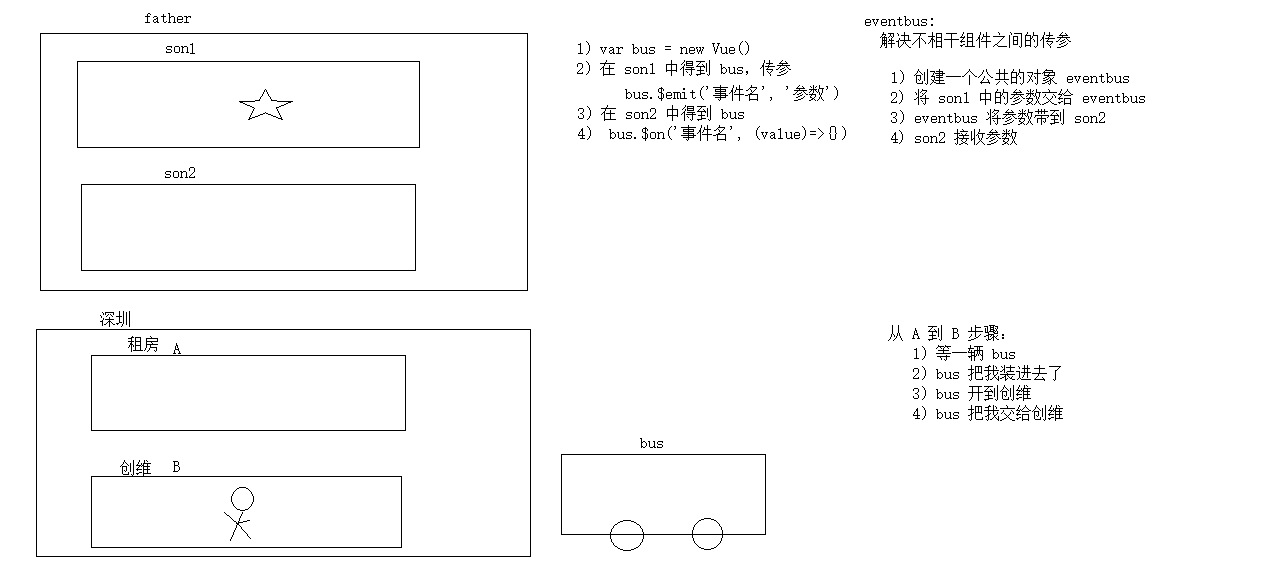 father
son1
son2
1) var bus = new Vue()
2) 在 son1 中得到 bus, 传参
bus.$emit('事件名', '参数')
3) 在 son2 中得到 bus
4) bus.$on('事件名', (value)=>{})
eventbus:
解决不相干组件之间的传参
1) 创建一个公共的对象 eventbus
2) 将 son1 中的参数交给 eventbus
3) eventbus 将参数带到 son2
4) son2 接收参数
深圳
租房 A
创维 B
bus
从 A 到 B 步骤:
1) 等一辆 bus
2) bus 把我装进去了
3) bus 开到创维
4) bus 把我交给创维